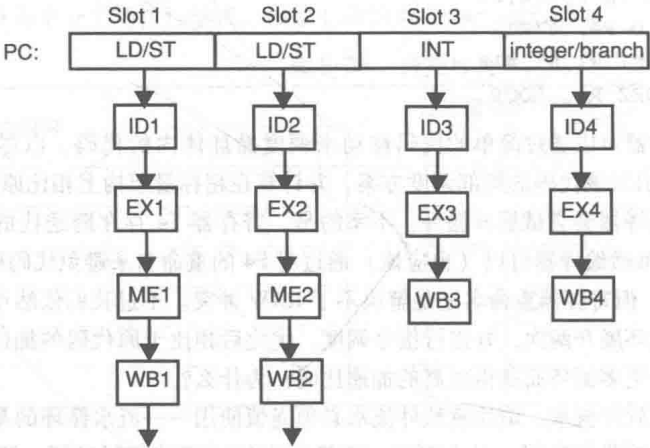 Slot 1 Slot 2 Slot 3 Slot 4
PC: LD/ST LD/ST INT integer/branch
ID1 ID2 ID3 ID4
EX1 EX2 EX3 EX4
ME1 ME2 WB3 WB4
WB1 WB2